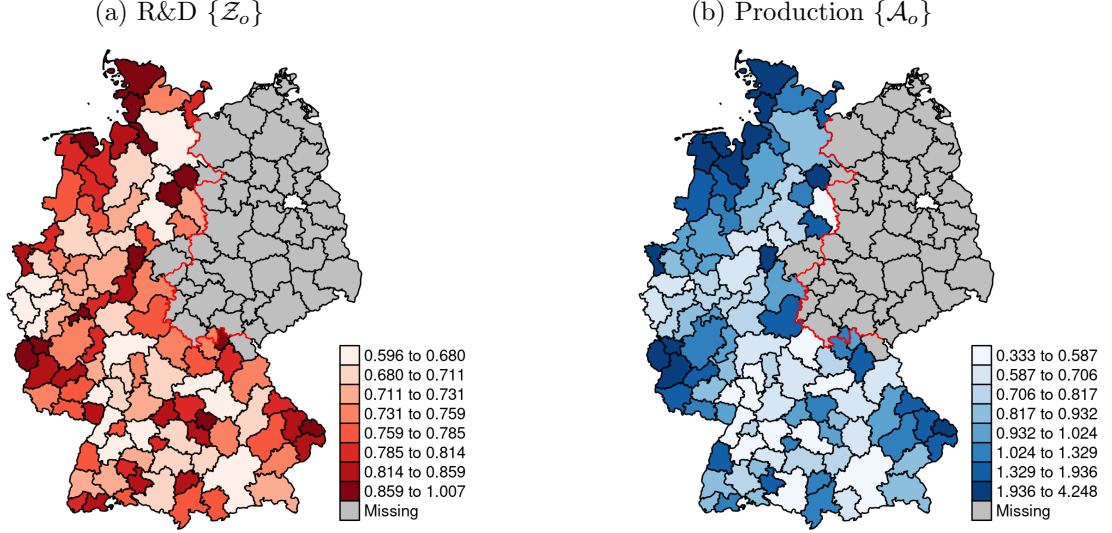 (a) R&D {𝒵ₒ}
(b) Production {𝒜ₒ}
0.596 to 0.680
0.680 to 0.711
0.711 to 0.731
0.731 to 0.759
0.759 to 0.785
0.785 to 0.814
0.814 to 0.859
0.859 to 1.007
Missing
0.333 to 0.587
0.587 to 0.706
0.706 to 0.817
0.817 to 0.932
0.932 to 1.024
1.024 to 1.329
1.329 to 1.936
1.936 to 4.248
Missing